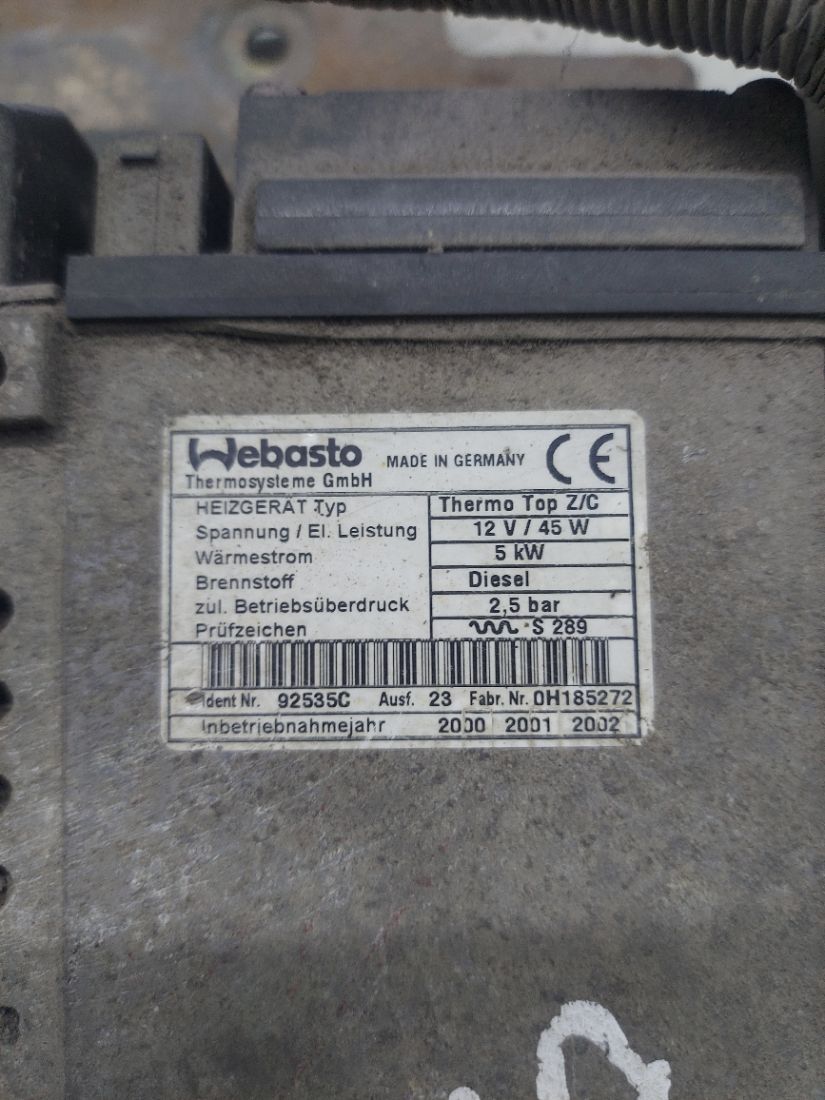 Webasto MADE IN GERMANY CE
Thermosysteme GmbH
HEIZGERÄT Typ Thermo Top Z/C
Spannung / El. Leistung 12 V / 45 W
Wärmestrom 5 kW
Brennstoff Diesel
zul. Betriebsüberdruck 2,5 bar
Prüfzeichen S 289
Ident Nr. 92535C Ausf. 23 Fabr. Nr. 0H185272
Inbetriebnahmejahr 2000 2001 2002